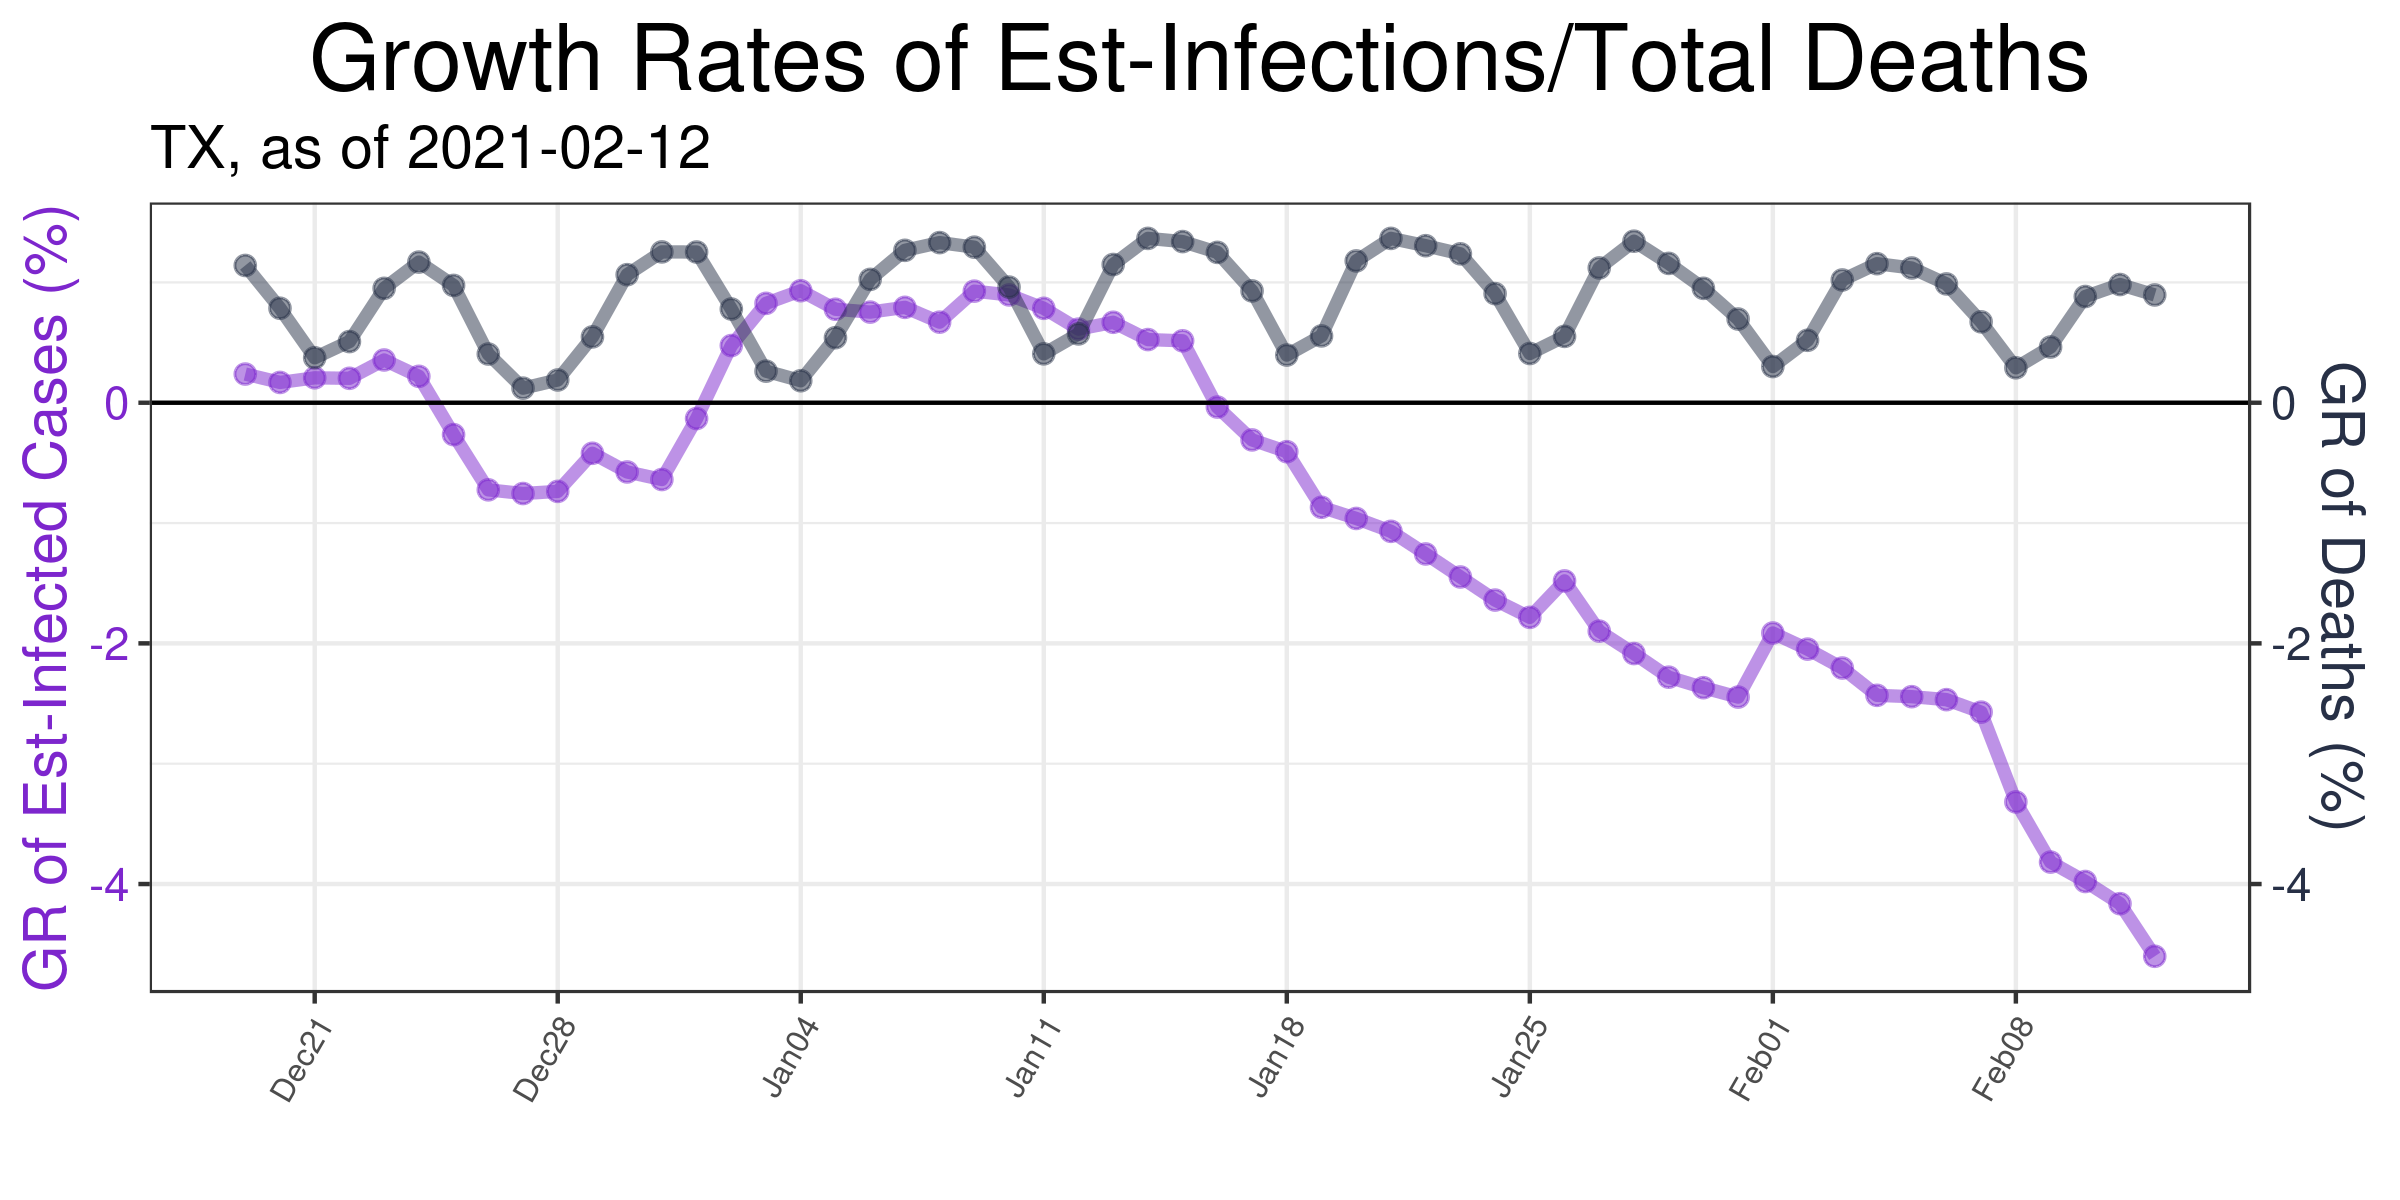 Growth Rates of Est-Infections/Total Deaths
TX, as of 2021-02-12
GR of Est-Infected Cases (%)
0
-2
-4
0
-2
-4
GR of Deaths (%)
Dec21
Dec28
Jan04
Jan11
Jan18
Jan25
Feb01
Feb08